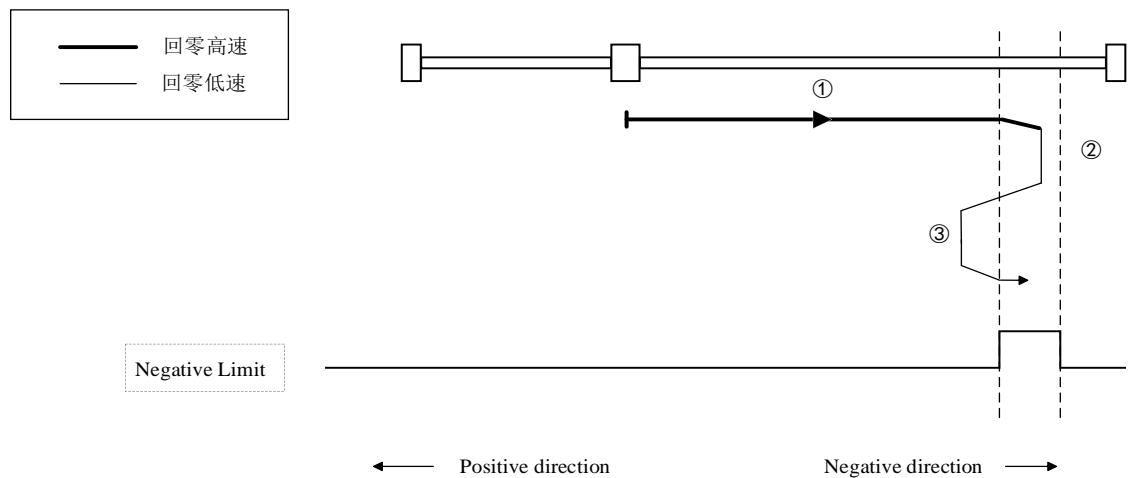 回零高速
回零低速
①
②
③
Negative Limit
Positive direction
Negative direction